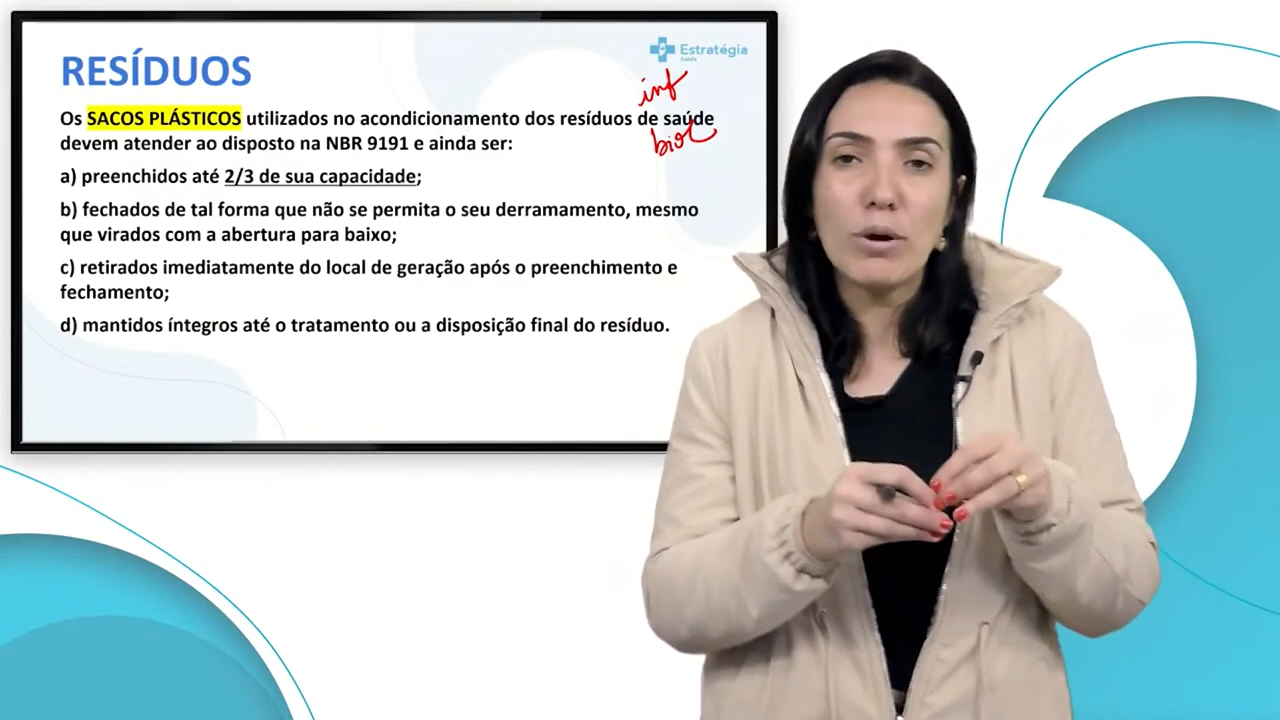 Estratégia
Saúde
RESÍDUOS
inf
Os SACOS PLÁSTICOS utilizados no acondicionamento dos resíduos de saúde
biol
devem atender ao disposto na NBR 9191 e ainda ser:
a) preenchidos até 2/3 de sua capacidade;
b) fechados de tal forma que não se permita o seu derramamento, mesmo
que virados com a abertura para baixo;
c) retirados imediatamente do local de geração após o preenchimento e
fechamento;
d) mantidos íntegros até o tratamento ou a disposição final do resíduo.